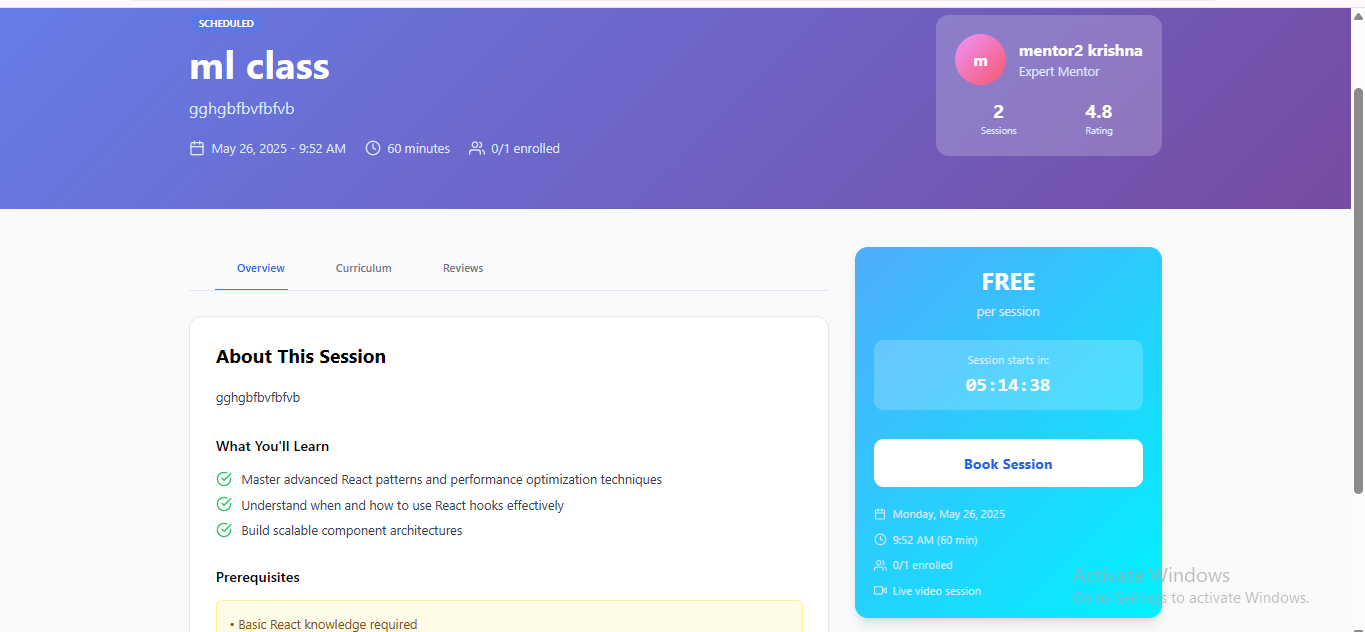 SCHEDULED
ml class
gghgbfbvfbfvb
May 26, 2025 - 9:52 AM 60 minutes 0/1 enrolled
m
mentor2 krishna
Expert Mentor
2 4.8
Sessions Rating
Overview Curriculum Reviews
About This Session
gghgbfbvfbfvb
What You'll Learn
Master advanced React patterns and performance optimization techniques
Understand when and how to use React hooks effectively
Build scalable component architectures
Prerequisites
• Basic React knowledge required
FREE
per session
Session starts in:
05:14:38
Book Session
Monday, May 26, 2025
9:52 AM (60 min)
0/1 enrolled
Live video session
Activate Windows
Go to Settings to activate Windows.